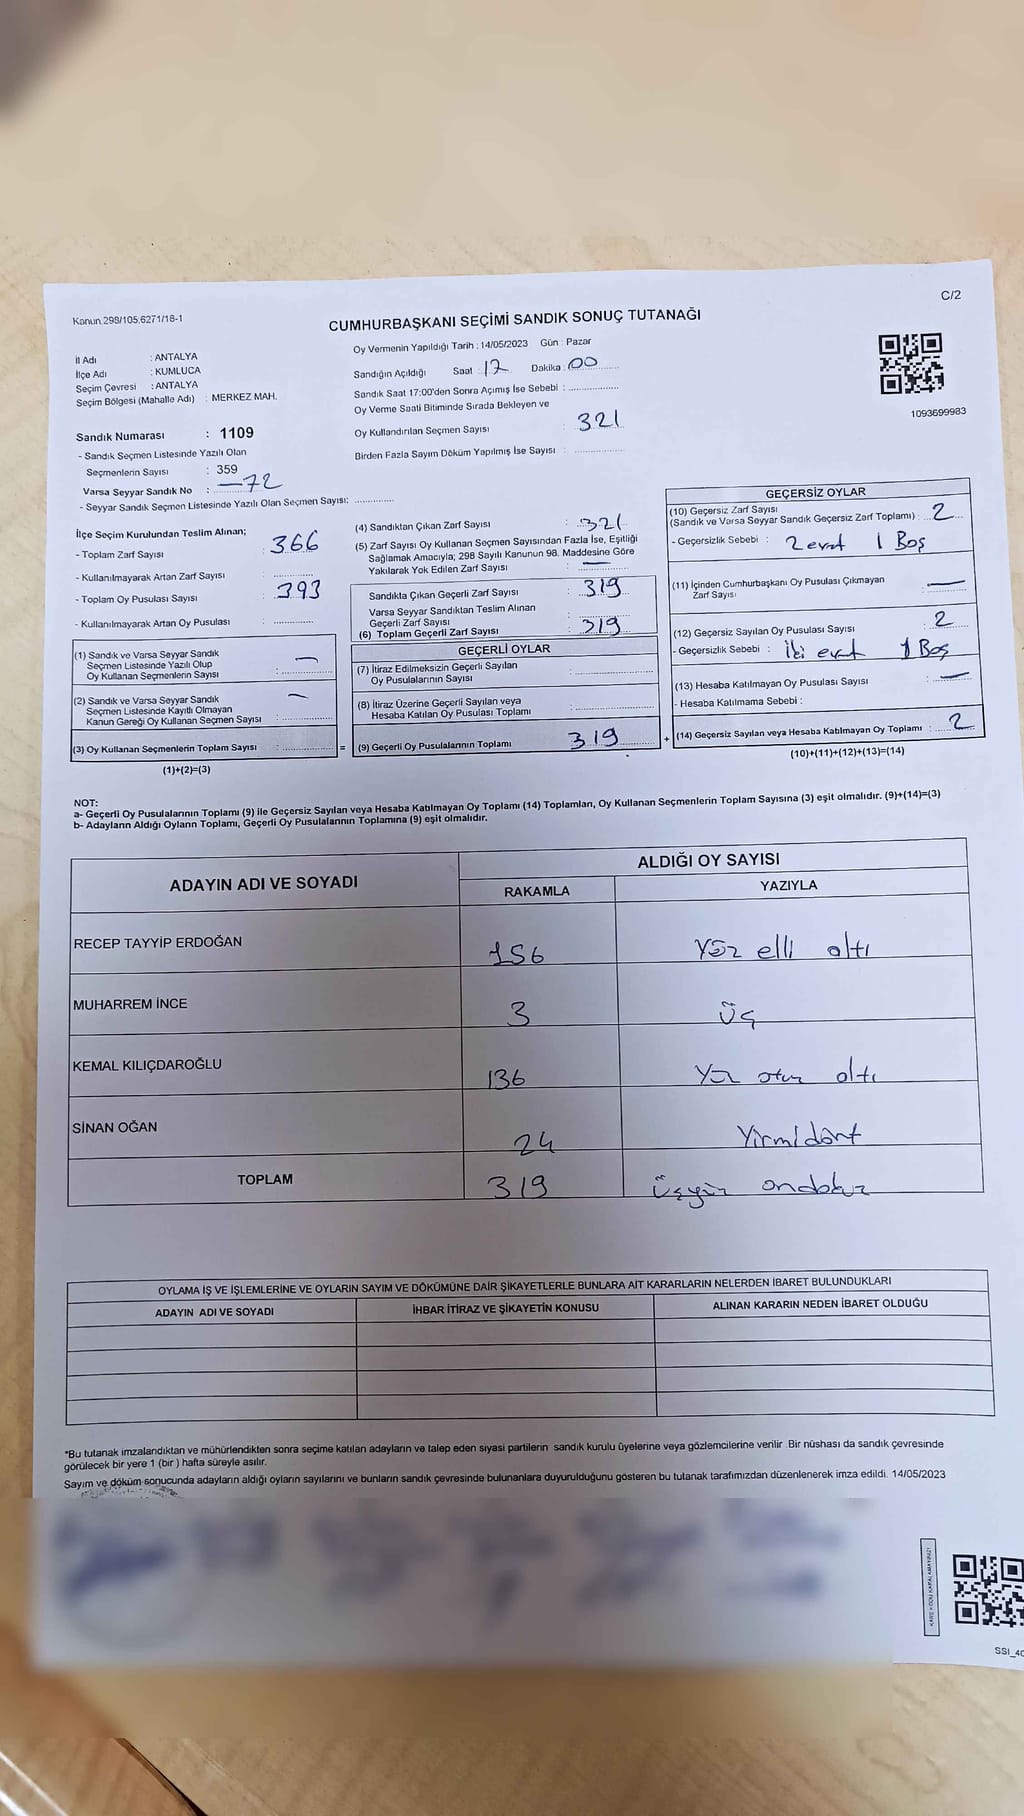 C/2
Kanun 298/105.6271/18-1
CUMHURBAŞKANI SEÇİMİ SANDIK SONUÇ TUTANAĞI
İl Adı : ANTALYA
İlçe Adı : KUMLUCA
Seçim Çevresi : ANTALYA
Seçim Bölgesi (Mahalle Adı) : MERKEZ MAH.
Sandık Numarası : 1109
- Sandık Seçmen Listesinde Yazılı Olan
Seçmenlerin Sayısı : 359
Varsa Seyyar Sandık No :
- Seyyar Sandık Seçmen Listesinde Yazılı Olan Seçmen Sayısı:
Oy Vermenin Yapıldığı Tarih : 14/05/2023 Gün : Pazar
Sandığın Açıldığı Saat : 17 Dakika : 00
Sandık Saat 17:00'den Sonra Açımış İse Sebebi :
Oy Verme Saati Bitiminde Sırada Bekleyen ve
Oy Kullandırılan Seçmen Sayısı : 321
Birden Fazla Sayım Döküm Yapılmış İse Sayısı :
1093699983
İlçe Seçim Kurulundan Teslim Alınan;
- Toplam Zarf Sayısı : 366
- Kullanılmayarak Artan Zarf Sayısı :
- Toplam Oy Pusulası Sayısı : 393
- Kullanılmayarak Artan Oy Pusulası :
(1) Sandık ve Varsa Seyyar Sandık
Seçmen Listesinde Yazılı Olup
Oy Kullanan Seçmenlerin Sayısı : —
(2) Sandık ve Varsa Seyyar Sandık
Seçmen Listesinde Kayıtlı Olmayan
Kanun Gereği Oy Kullanan Seçmen Sayısı : —
(3) Oy Kullanan Seçmenlerin Toplam Sayısı :
(1)+(2)=(3)
(4) Sandıktan Çıkan Zarf Sayısı : 321
(5) Zarf Sayısı Oy Kullanan Seçmen Sayısından Fazla İse, Eşitliği
Sağlamak Amacıyla; 298 Sayılı Kanunun 98. Maddesine Göre
Yakılarak Yok Edilen Zarf Sayısı : —
Sandıkta Çıkan Geçerli Zarf Sayısı : 319
Varsa Seyyar Sandıktan Teslim Alınan
Geçerli Zarf Sayısı :
(6) Toplam Geçerli Zarf Sayısı : 319
GEÇERLİ OYLAR
(7) İtiraz Edilmeksizin Geçerli Sayılan
Oy Pusulalarının Sayısı :
(8) İtiraz Üzerine Geçerli Sayılan veya
Hesaba Katılan Oy Pusulası Toplamı :
= (9) Geçerli Oy Pusulalarının Toplamı : 319
GEÇERSİZ OYLAR
(10) Geçersiz Zarf Sayısı
(Sandık ve Varsa Seyyar Sandık Geçersiz Zarf Toplamı) : 2
- Geçersizlik Sebebi : 2 evet 1 Boş
(11) İçinden Cumhurbaşkanı Oy Pusulası Çıkmayan
Zarf Sayısı : —
(12) Geçersiz Sayılan Oy Pusulası Sayısı : 2
- Geçersizlik Sebebi : İki evet 1 Boş
(13) Hesaba Katılmayan Oy Pusulası Sayısı : —
- Hesaba Katılmama Sebebi :
+ (14) Geçersiz Sayılan veya Hesaba Katılmayan Oy Toplamı : 2
(10)+(11)+(12)+(13)=(14)
NOT:
a- Geçerli Oy Pusulalarının Toplamı (9) ile Geçersiz Sayılan veya Hesaba Katılmayan Oy Toplamı (14) Toplamları, Oy Kullanan Seçmenlerin Toplam Sayısına (3) eşit olmalıdır. (9)+(14)=(3)
b- Adayların Aldığı Oyların Toplamı, Geçerli Oy Pusulalarının Toplamına (9) eşit olmalıdır.
ADAYIN ADI VE SOYADI ALDIĞI OY SAYISI
RAKAMLA YAZIYLA
RECEP TAYYİP ERDOĞAN 156 Yüz elli altı
MUHARREM İNCE 3 üç
KEMAL KILIÇDAROĞLU 136 Yüz otuz altı
SİNAN OĞAN 24 Yirmidört
TOPLAM 319 üçyüz ondokuz
OYLAMA İŞ VE İŞLEMLERİNE VE OYLARIN SAYIM VE DÖKÜMÜNE DAİR ŞİKAYETLERLE BUNLARA AİT KARARLARIN NELERDEN İBARET BULUNDUKLARI
ADAYIN ADI VE SOYADI İHBAR İTİRAZ VE ŞİKAYETİN KONUSU ALINAN KARARIN NEDEN İBARET OLDUĞU
*Bu tutanak imzalandıktan ve mühürlendikten sonra seçime katılan adayların ve talep eden siyasi partilerin sandık kurulu üyelerine veya gözlemcilerine verilir. Bir nüshası da sandık çevresinde
görülecek bir yere 1 (bir ) hafta süreyle asılır.
Sayım ve döküm sonucunda adayların aldığı oyların sayılarını ve bunların sandık çevresinde bulunanlara duyurulduğunu gösteren bu tutanak tarafımızdan düzenlenerek imza edildi. 14/05/2023
KARE KODU KARALAMAYINIZ!